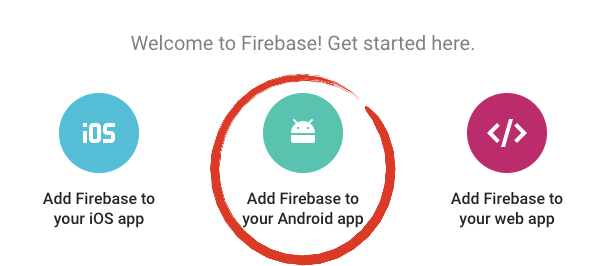 Welcome to Firebase! Get started here.
iOS
</>
Add Firebase to
your iOS app
Add Firebase to
your Android app
Add Firebase to
your web app